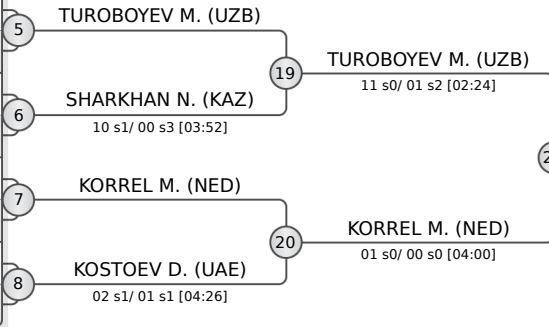 TUROBOYEV M. (UZB)
5
19
TUROBOYEV M. (UZB)
11 s0/ 01 s2 [02:24]
SHARKHAN N. (KAZ)
6
10 s1/ 00 s3 [03:52]
KORREL M. (NED)
7
20
KORREL M. (NED)
01 s0/ 00 s0 [04:00]
KOSTOEV D. (UAE)
8
02 s1/ 01 s1 [04:26]